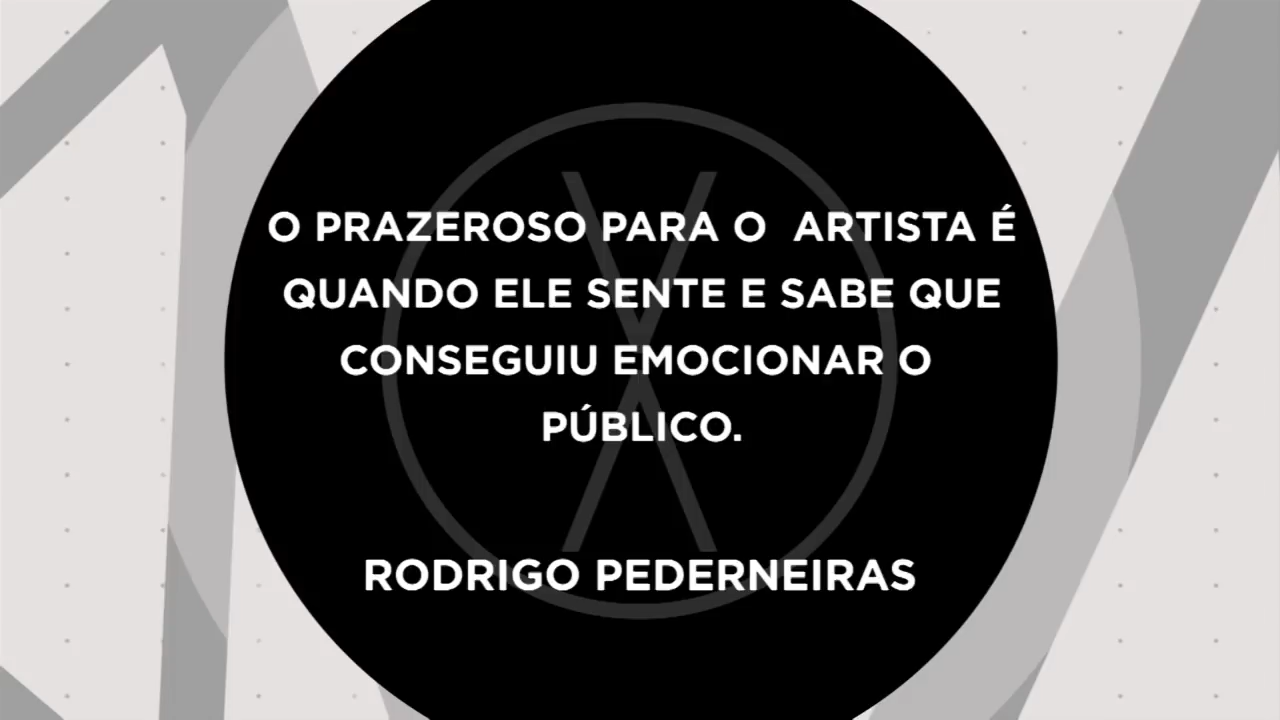 O PRAZEROSO PARA O  ARTISTA É
QUANDO ELE SENTE E SABE QUE
CONSEGUIU EMOCIONAR O
PÚBLICO.
RODRIGO PEDERNEIRAS